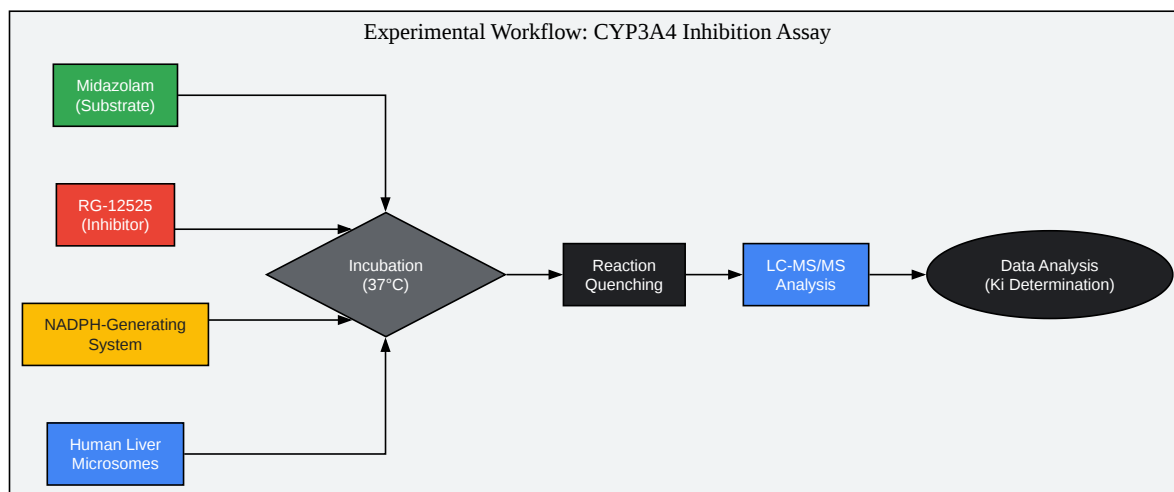 Experimental Workflow: CYP3A4 Inhibition Assay
Midazolam
(Substrate)
RG-12525
(Inhibitor)
NADPH-Generating
System
Human Liver
Microsomes
Incubation
(37°C)
Reaction
Quenching
LC-MS/MS
Analysis
Data Analysis
(Ki Determination)